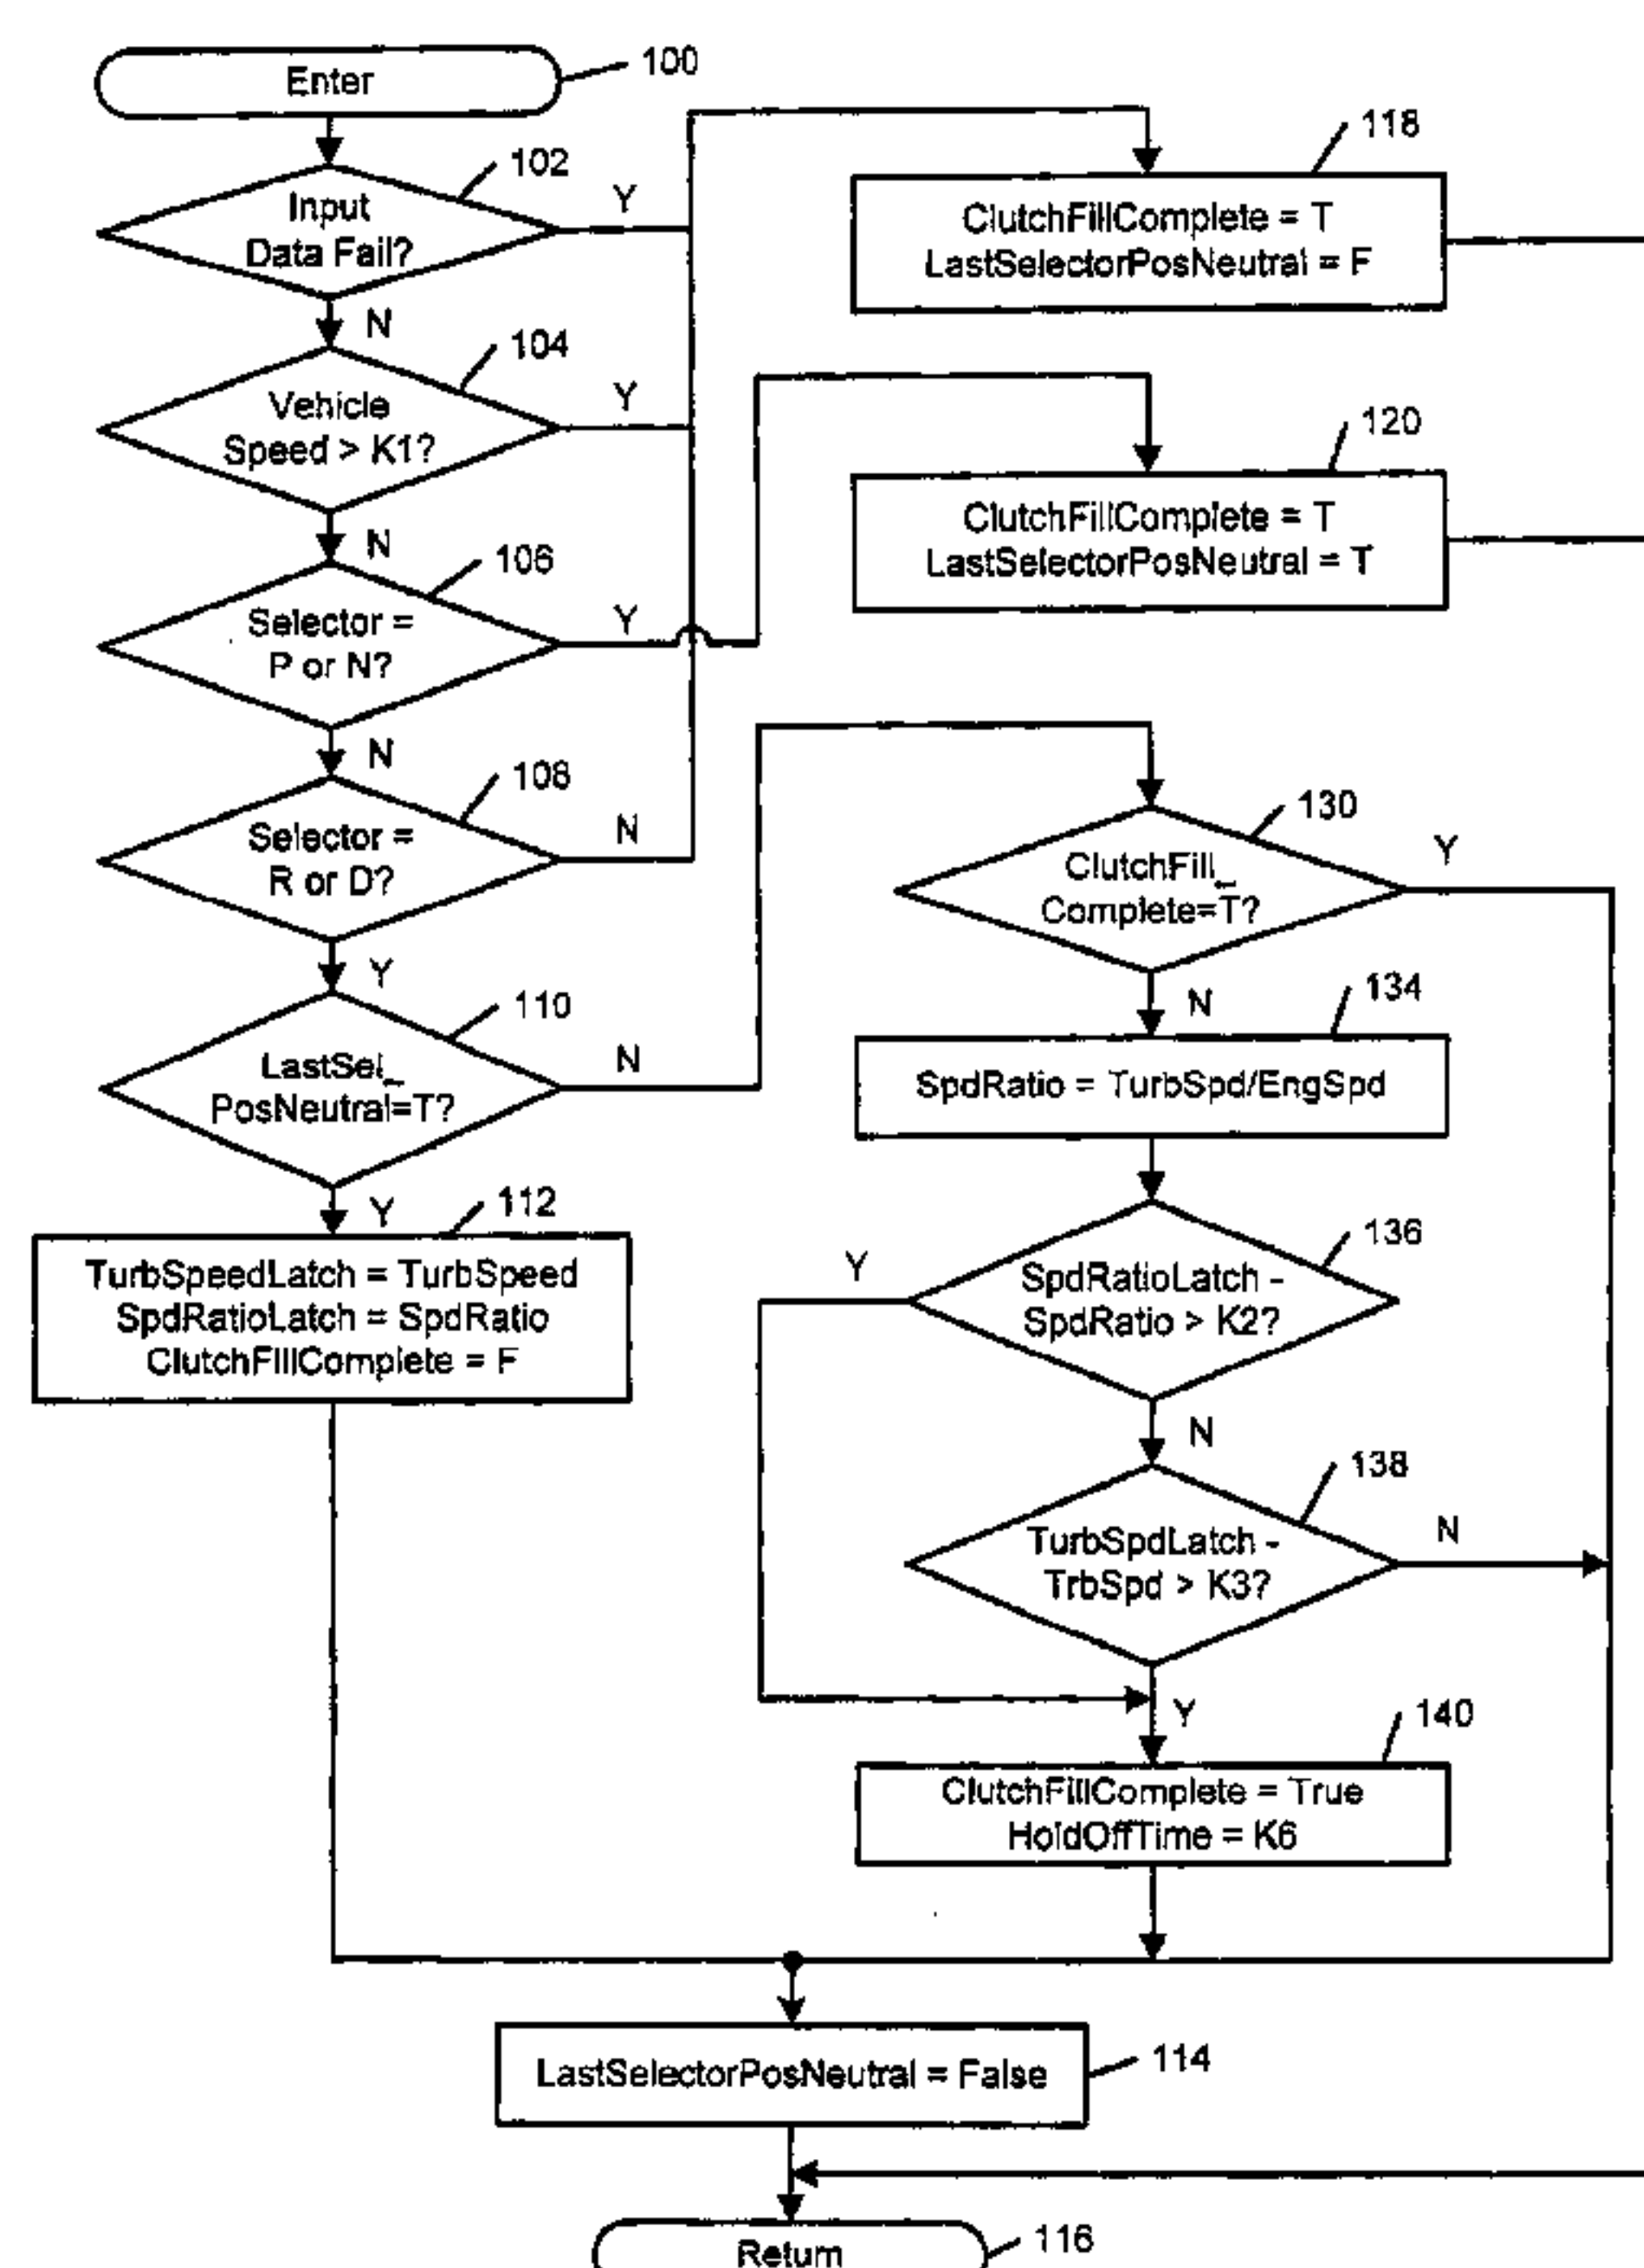 Enter
100
102
Input
Data Fail?
Y
N
118
ClutchFillComplete = T
LastSelectorPosNeutral = F
104
Vehicle
Speed > K1?
Y
N
120
ClutchFillComplete = T
LastSelectorPosNeutral = T
106
Selector =
P or N?
Y
N
108
Selector =
R or D?
N
Y
110
LastSel_
PosNeutral=T?
N
Y
112
TurbSpeedLatch = TurbSpeed
SpdRatioLatch = SpdRatio
ClutchFillComplete = F
130
ClutchFill_
Complete=T?
Y
N
134
SpdRatio = TurbSpd/EngSpd
136
SpdRatioLatch -
SpdRatio > K2?
Y
N
138
TurbSpdLatch -
TrbSpd > K3?
N
Y
140
ClutchFillComplete = True
HoldOffTime = K6
LastSelectorPosNeutral = False
114
Return
116